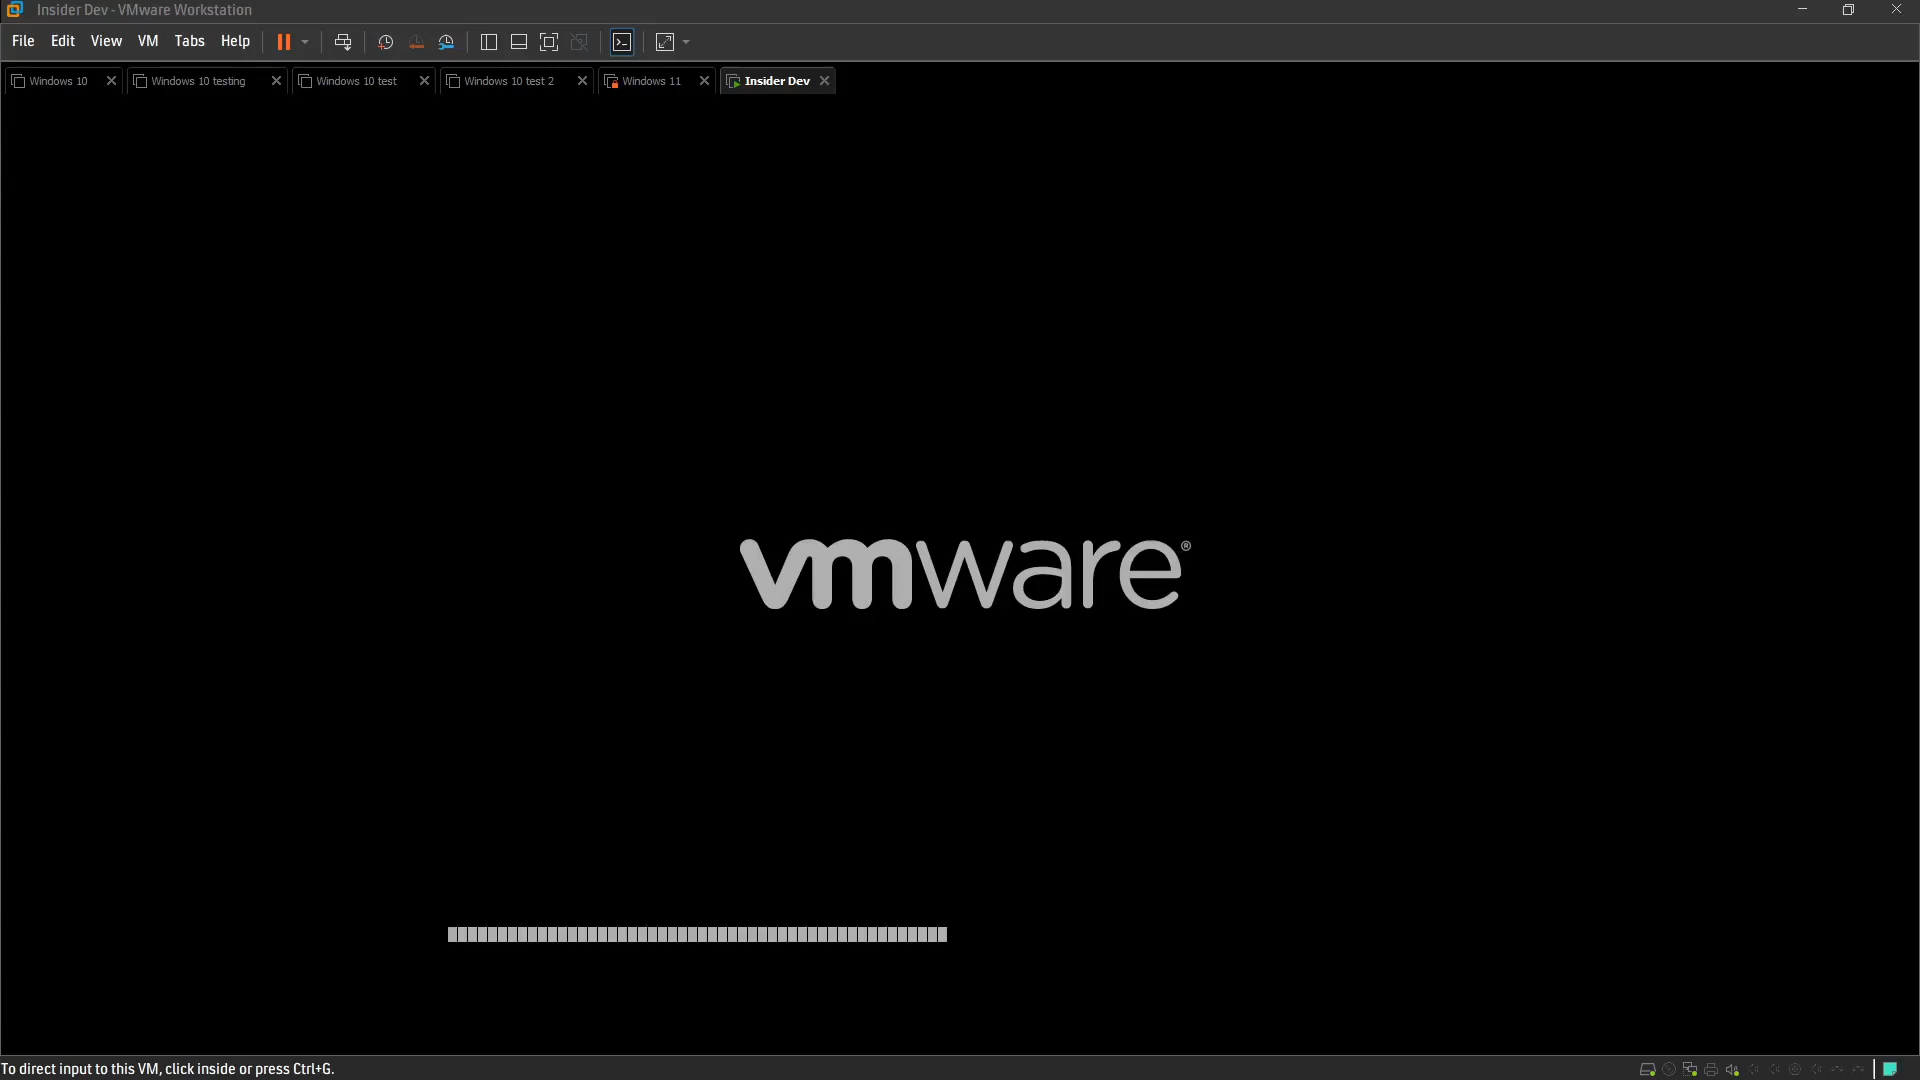 Insider Dev - VMware Workstation
File Edit View VM Tabs Help
Windows 10 Windows 10 testing Windows 10 test Windows 10 test 2 Windows 11 Insider Dev
vmware®
To direct input to this VM, click inside or press Ctrl+G.